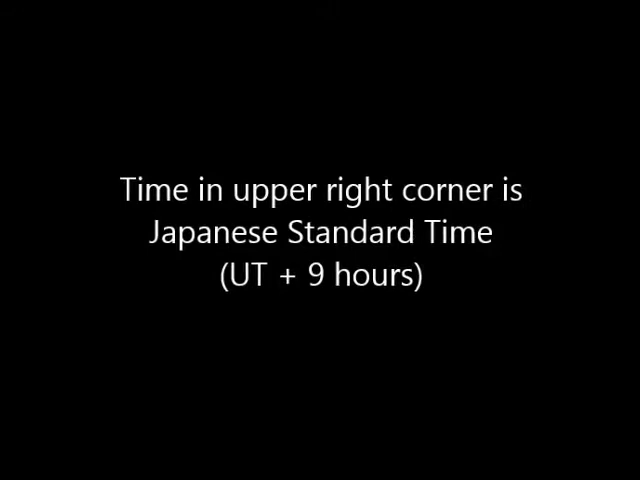 Time in upper right corner is
Japanese Standard Time
(UT + 9 hours)